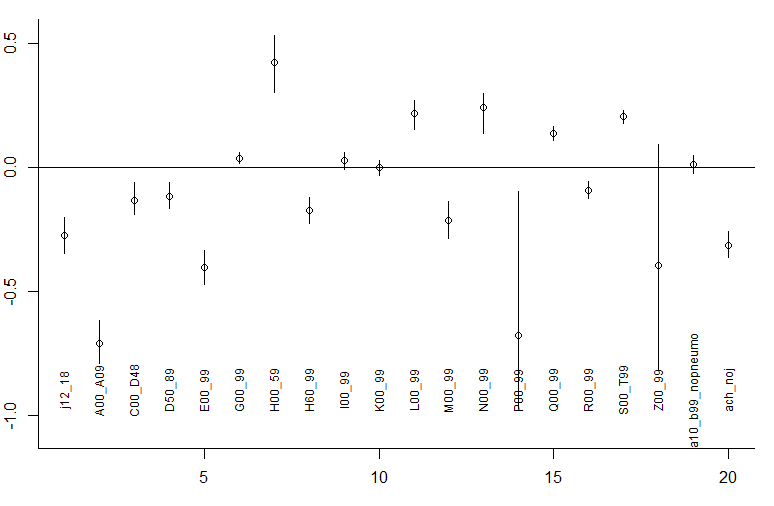 0.5
0.0
-0.5
-1.0
j12_18
A00_A09
C00_D48
D50_89
E00_99
G00_99
H00_59
H60_99
I00_99
K00_99
L00_99
M00_99
N00_99
P00_99
Q00_99
R00_99
S00_T99
Z00_99
a10_b99_nopneumo
ach_noj
5
10
15
20